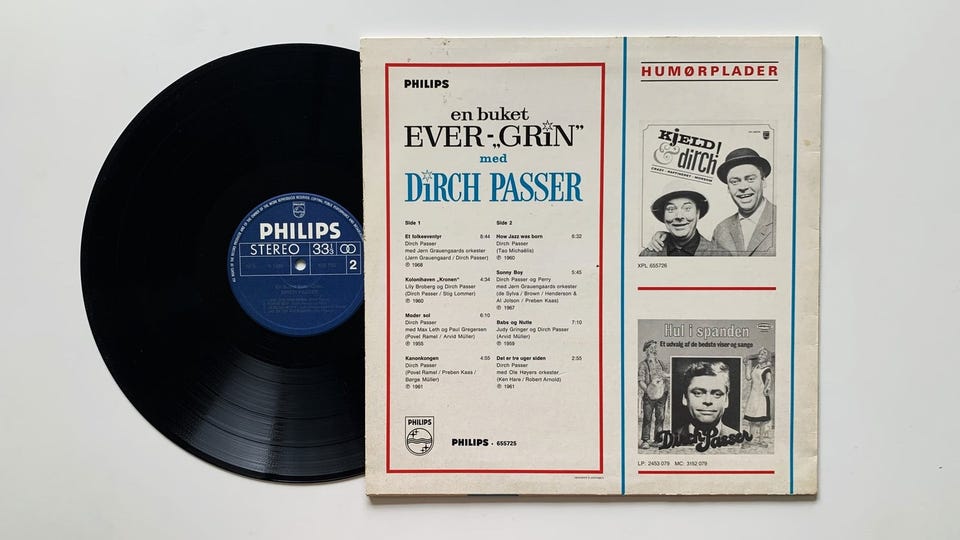 PHILIPS
STEREO 33 1/3
2
PHILIPS
en buket
EVER-„GRiN”
med
DiRCH PASSER
Side 1
Et folkeeventyr 8:44
Dirch Passer
med Jørn Grauengaards orkester
(Jørn Grauengaard / Dirch Passer)
℗ 1968
Kolonihaven „Kronen” 4:34
Lily Broberg og Dirch Passer
(Dirch Passer / Stig Lommer)
℗ 1960
Moder sol 6:10
Dirch Passer
med Max Leth og Paul Gregersen
(Povel Ramel / Arvid Müller)
℗ 1955
Kanonkongen 4:55
Dirch Passer
(Povel Ramel / Preben Kaas /
Børge Müller)
℗ 1961
Side 2
How Jazz was born 6:32
Dirch Passer
(Tao Michaëlis)
℗ 1960
Sonny Boy 5:45
Dirch Passer og Perry
med Jørn Grauengaards orkester
(de Sylva / Brown / Henderson &
Al Jolson / Preben Kaas)
℗ 1967
Babs og Nutte 7:10
Judy Gringer og Dirch Passer
(Arvid Müller)
℗ 1959
Det er tre uger siden 2:55
Dirch Passer
med Ole Høyers orkester
(Ken Hare / Robert Arnold)
℗ 1961
PHILIPS
PHILIPS · 655725
HUMØRPLADER
KJELD!
& dirch
CRAZY · HAPPINESS? · MORSOM
XPL 655726
Hul i spanden
Et udvalg af de bedste viser og sange
Dirch Passer
LP: 2453 079 MC: 3152 079